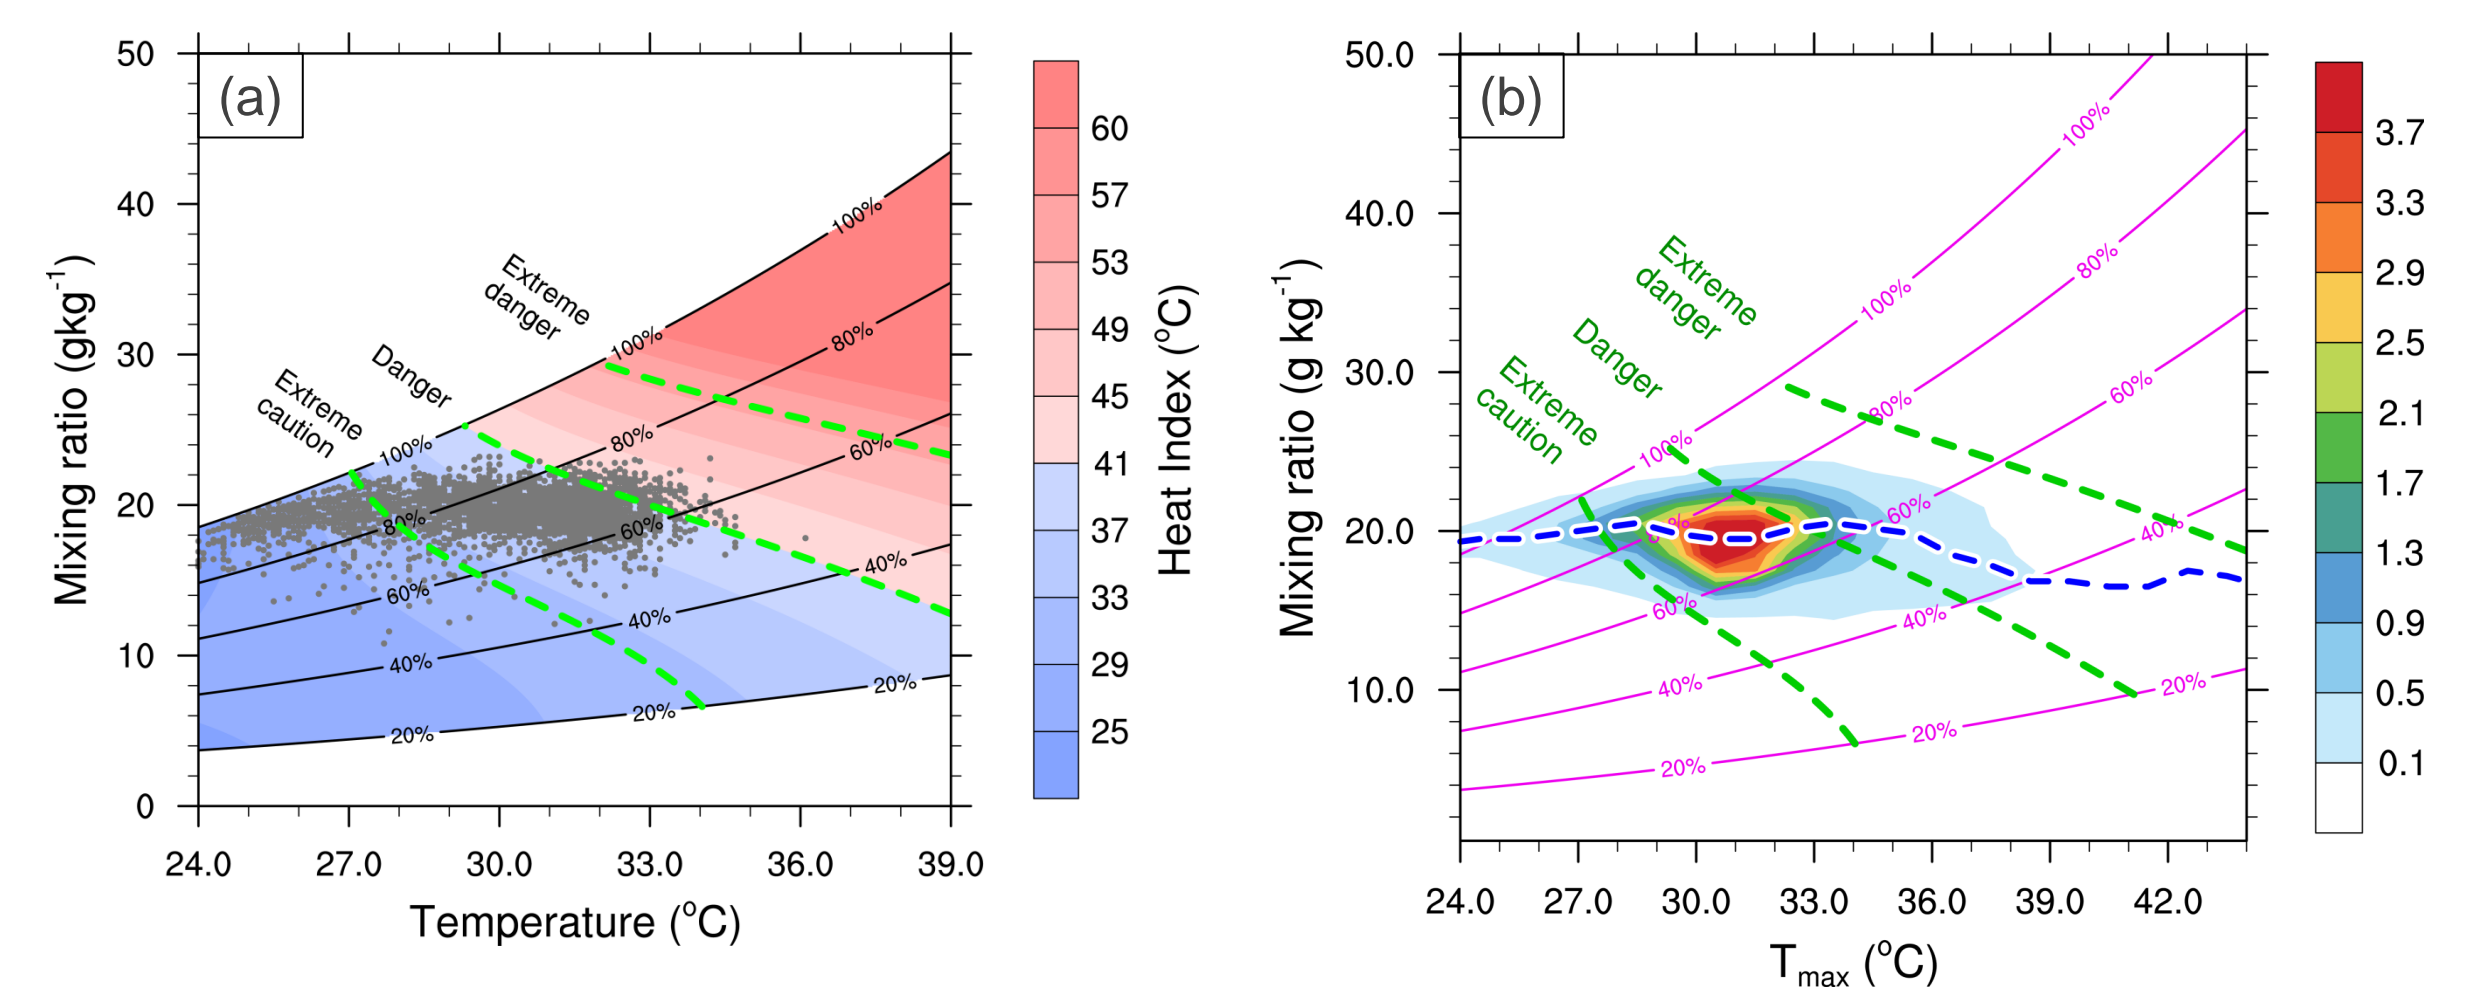 (a)
50
40
30
20
10
0
Mixing ratio (gkg-1)
24.0 27.0 30.0 33.0 36.0 39.0
Temperature (oC)
Extreme
caution
Danger
Extreme
danger
100% 100% 100%
80% 80% 80%
60% 60% 60%
40% 40% 40%
20% 20% 20%
60
57
53
49
45
41
37
33
29
25
Heat Index (oC)
(b)
50.0
40.0
30.0
20.0
10.0
Mixing ratio (g kg-1)
24.0 27.0 30.0 33.0 36.0 39.0 42.0
Tmax (oC)
Extreme
caution
Danger
Extreme
danger
100% 100% 100%
80% 80%
60% 60% 60%
40% 40% 40%
20% 20% 20%
3.7
3.3
2.9
2.5
2.1
1.7
1.3
0.9
0.5
0.1